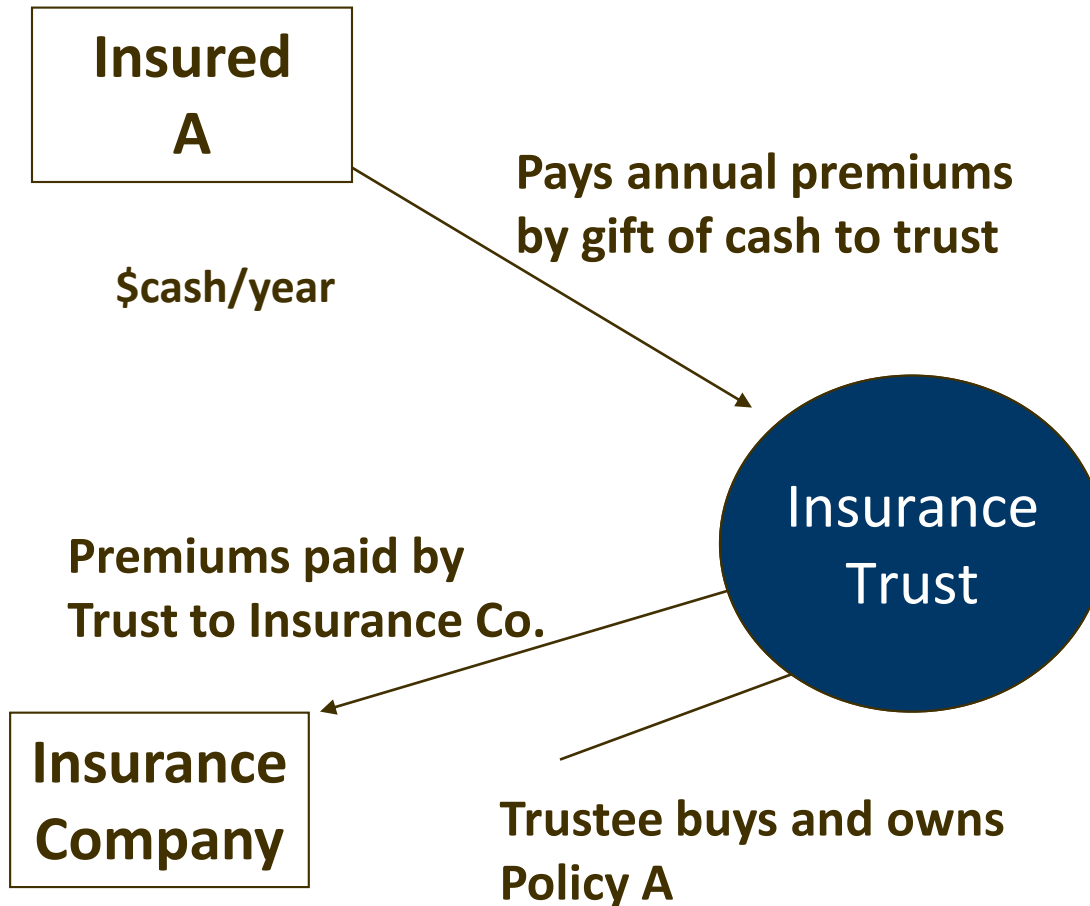 Insured
A
Pays annual premiums
by gift of cash to trust
$cash/year
Insurance
Trust
Premiums paid by
Trust to Insurance Co.
Insurance
Company
Trustee buys and owns
Policy A